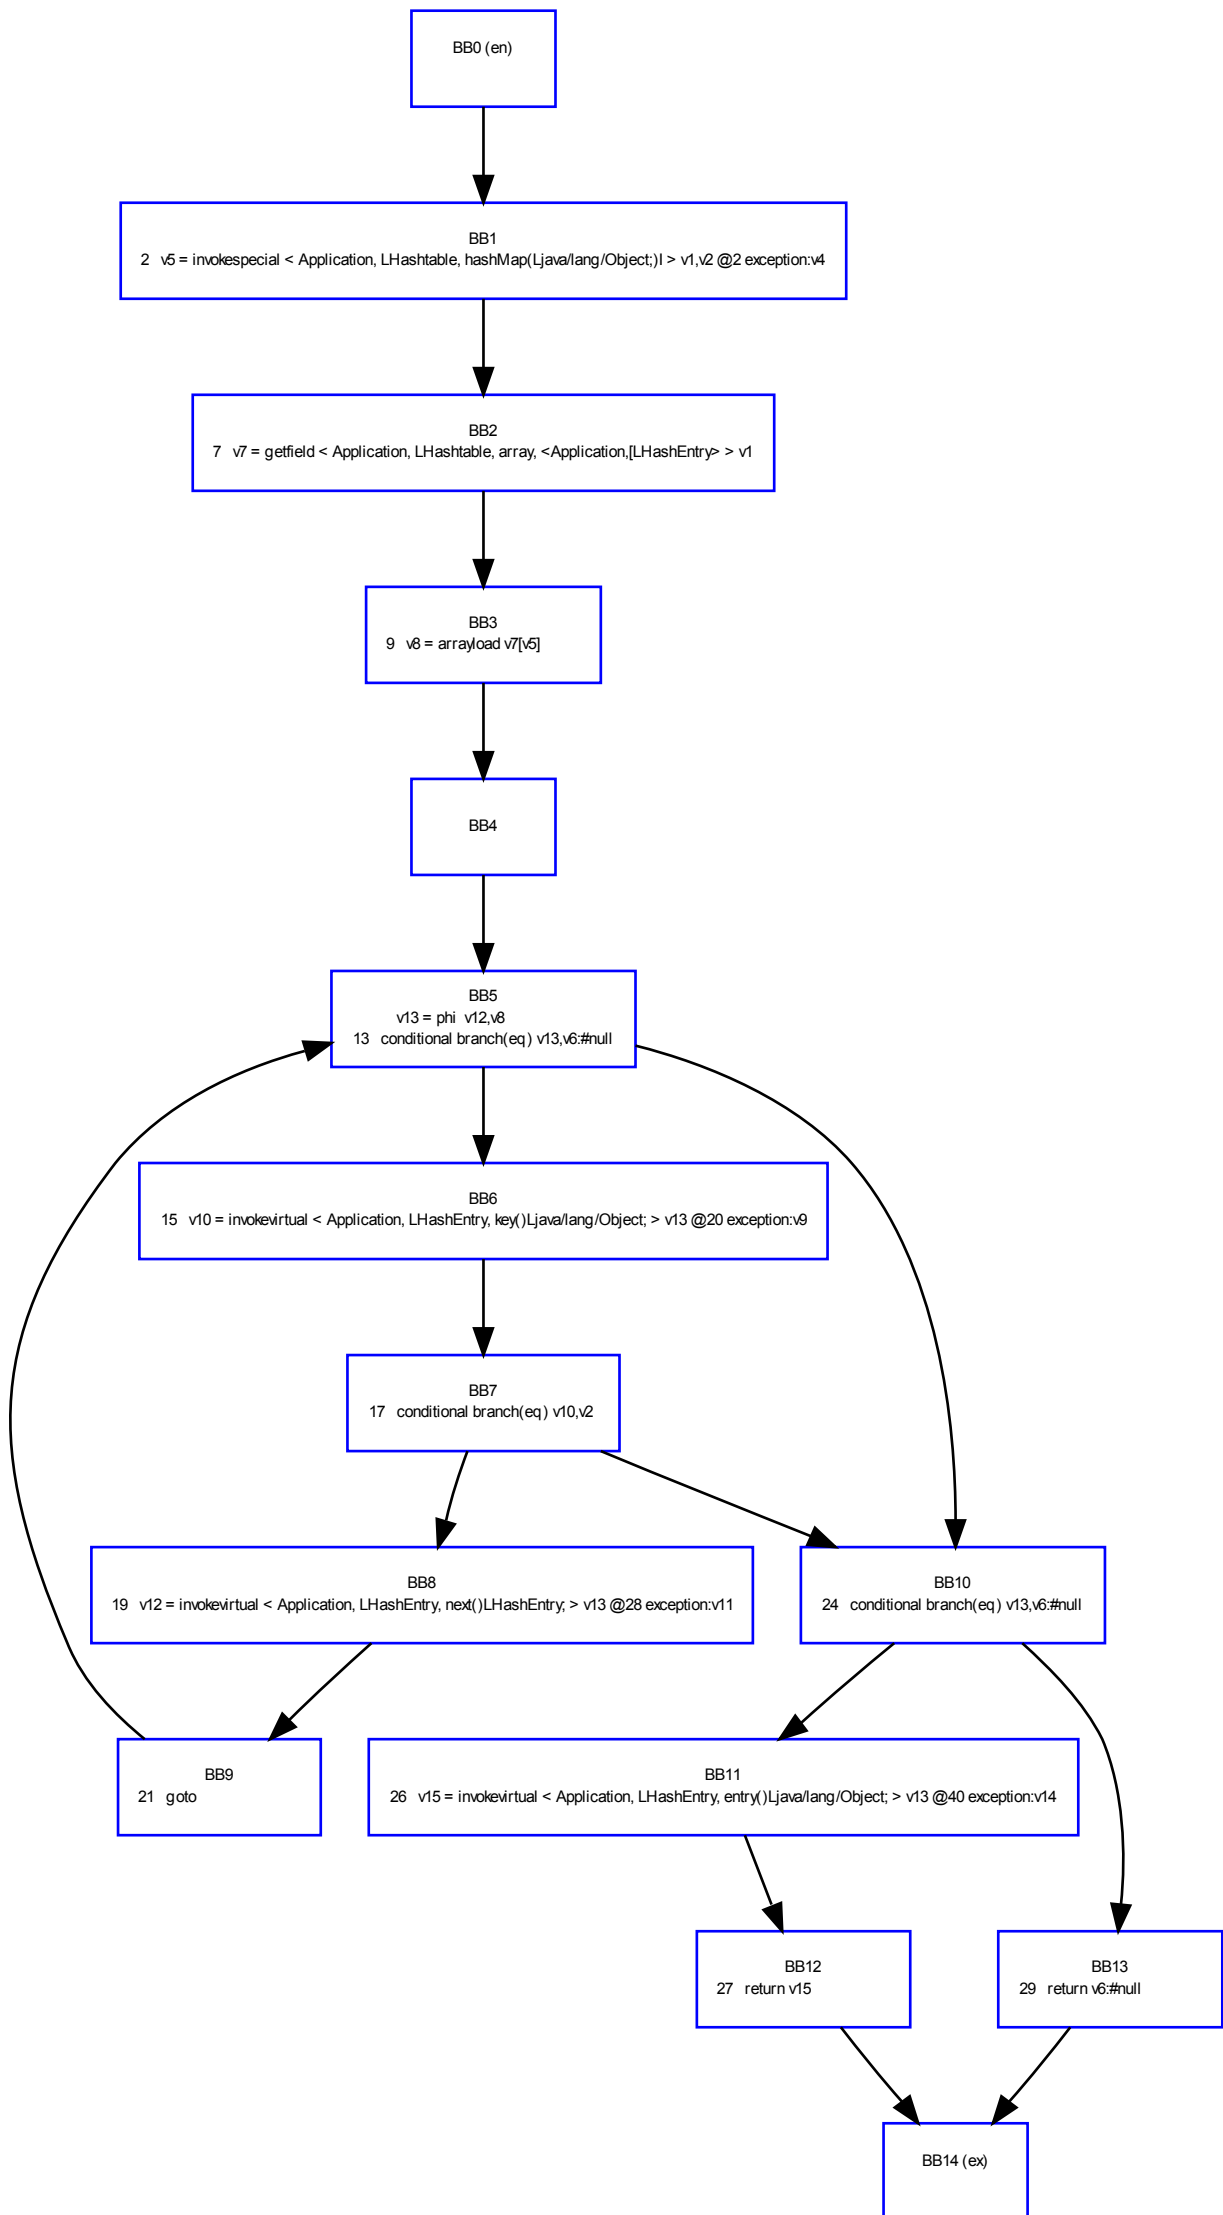 BB0 (en)
BB1
2 v5 = invokespecial < Application, LHashtable, hashMap(Ljava/lang/Object;)I > v1,v2 @2 exception:v4
BB2
7 v7 = getfield < Application, LHashtable, array, <Application,[LHashEntry> > v1
BB3
9 v8 = arrayload v7[v5]
BB4
BB5
v13 = phi v12,v8
13 conditional branch(eq) v13,v6:#null
BB6
15 v10 = invokevirtual < Application, LHashEntry, key()Ljava/lang/Object; > v13 @20 exception:v9
BB7
17 conditional branch(eq) v10,v2
BB8
19 v12 = invokevirtual < Application, LHashEntry, next()LHashEntry; > v13 @28 exception:v11
BB10
24 conditional branch(eq) v13,v6:#null
BB9
21 goto
BB11
26 v15 = invokevirtual < Application, LHashEntry, entry()Ljava/lang/Object; > v13 @40 exception:v14
BB12
27 return v15
BB13
29 return v6:#null
BB14 (ex)